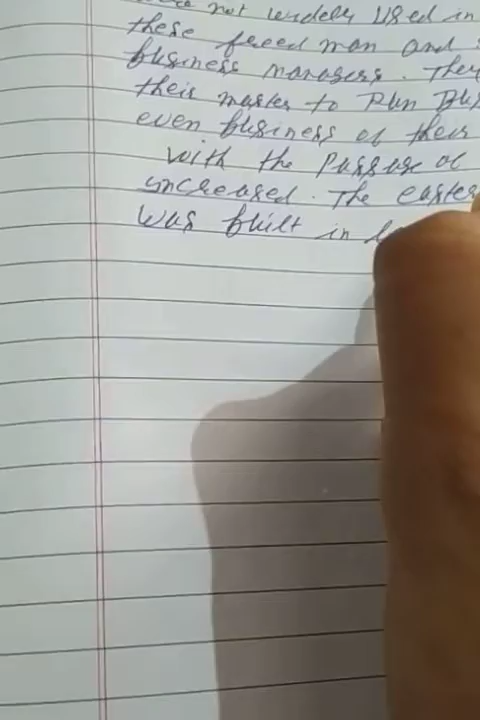 not widely used in
these freed man and
business managers. They
their master to Run Bus
even business of their
with the Passage of
increased. The easter
was built in